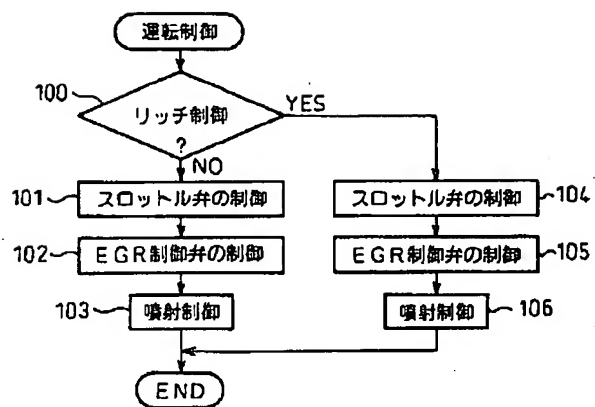 運転制御
100
リッチ制御
?
YES
NO
101
スロットル弁の制御
102
EGR制御弁の制御
103
噴射制御
スロットル弁の制御
104
EGR制御弁の制御
105
噴射制御
106
END